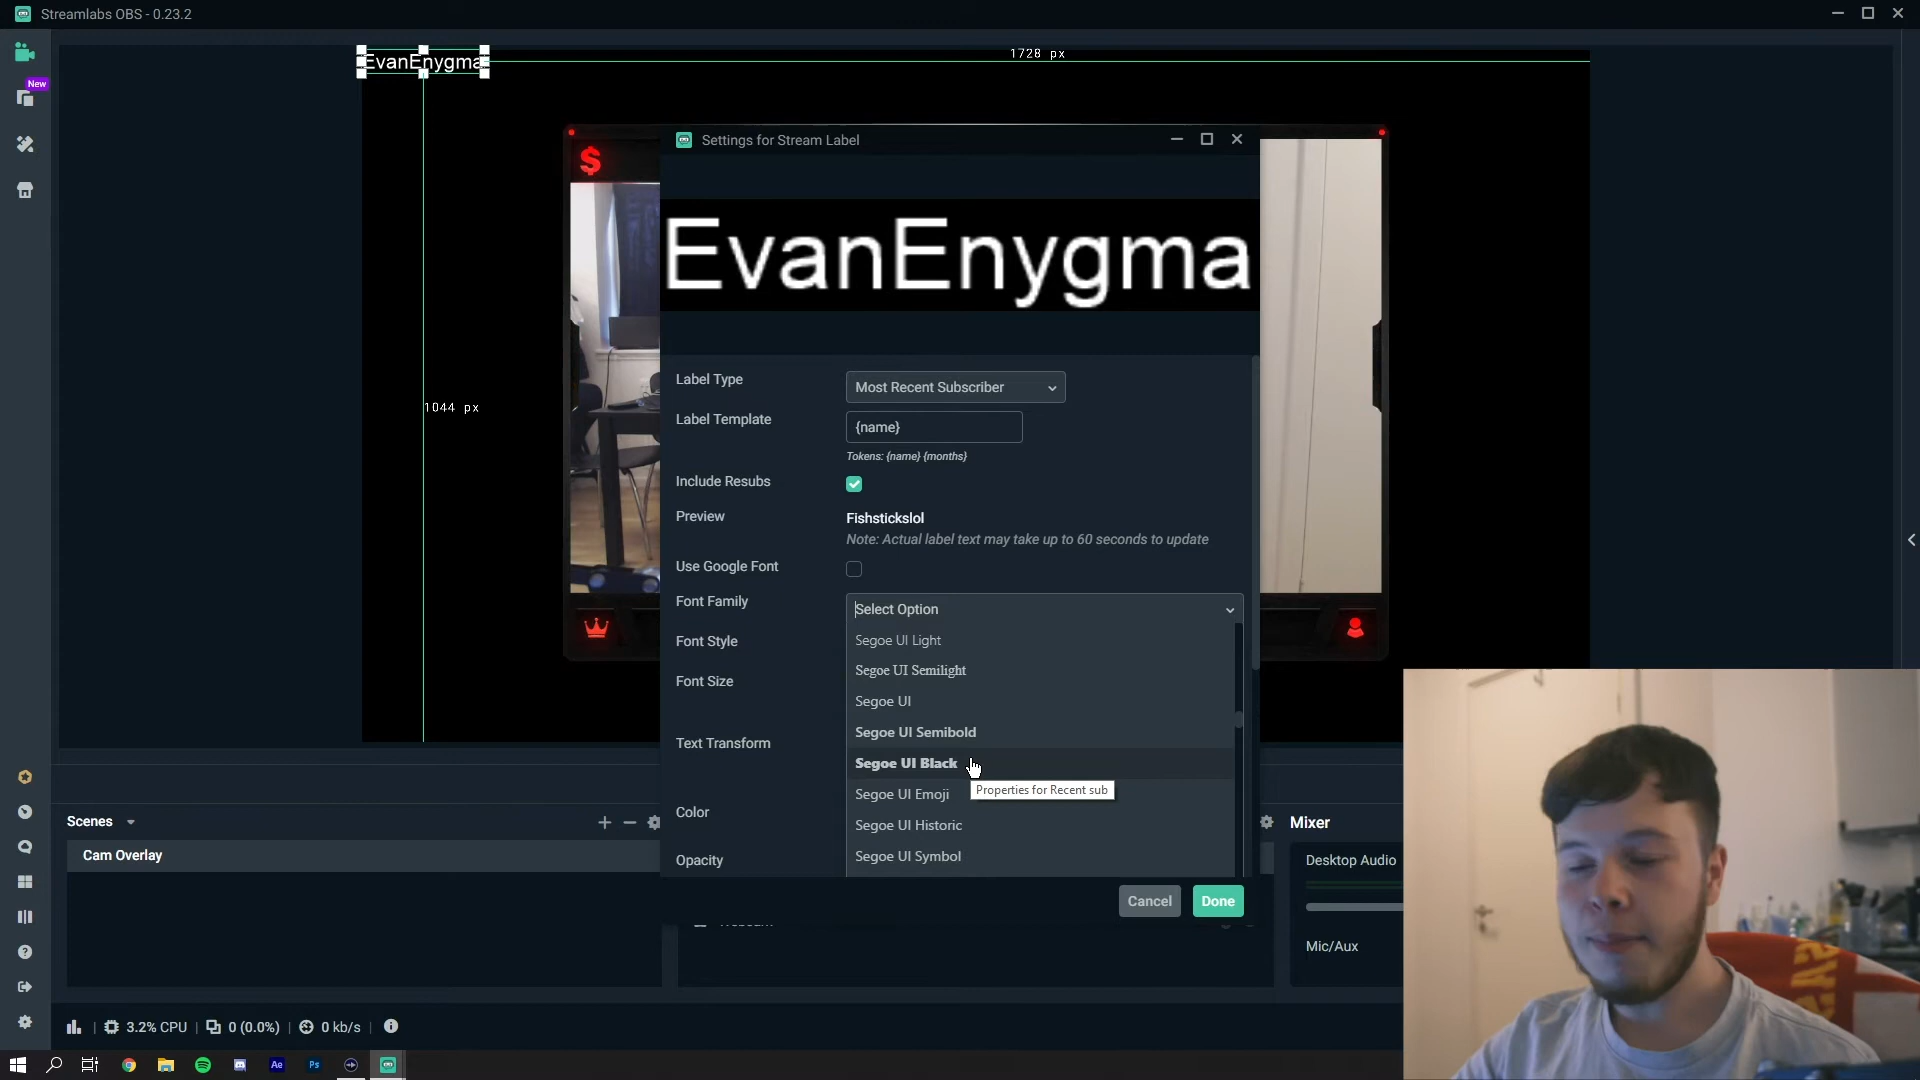 Streamlabs OBS - 0.23.2
New
EvanEnygma
1728 px
1044 px
Settings for Stream Label
$
EvanEnygma
Label Type
Most Recent Subscriber
Label Template
{name}
Tokens: {name} {months}
Include Resubs
Preview
Fishstickslol
Note: Actual label text may take up to 60 seconds to update
Use Google Font
Font Family
Select Option
Font Style
Segoe UI Light
Segoe UI Semilight
Font Size
Segoe UI
Segoe UI Semibold
Text Transform
Segoe UI Black
Properties for Recent sub
Segoe UI Emoji
Color
Segoe UI Historic
Opacity
Segoe UI Symbol
Cancel
Done
Scenes
Cam Overlay
Mixer
Desktop Audio
Mic/Aux
3.2% CPU
0 (0.0%)
0 kb/s
Ae
Ps